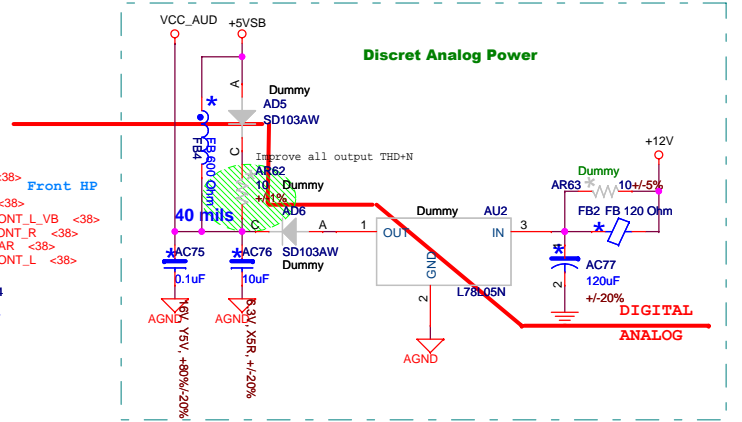 VCC_AUD
+5VSB
Discret Analog Power
A
Dummy
AD5
SD103AW
+12V
FB4
FB 600 Ohm
C
Improve all output THD+N
AR62
10
Dummy
+/-1%
Dummy
AR63
10
+/-5%
<38>
Front HP
<38>
ONT_L_VB <38>
ONT_R <38>
AR <38>
ONT_L <38>
40 mils
C
AD6
A
SD103AW
Dummy
Dummy
AU2
1
OUT
IN
3
GND
2
L78L05N
FB2
FB 120 Ohm
AC75
0.1uF
AC76
10uF
1
2
AC77
120uF
+/-20%
AGND
AGND
AGND
16V, Y5V, +80%/-20%
6.3V, X5R, +/-20%
DIGITAL
ANALOG